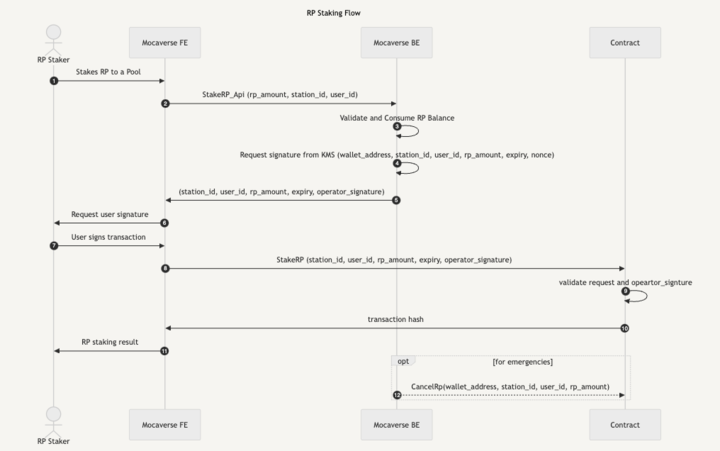 RP Staking Flow
RP Staker
Mocaverse FE
Mocaverse BE
Contract
1
Stakes RP to a Pool
2
StakeRP_Api (rp_amount, station_id, user_id)
Validate and Consume RP Balance
3
Request signature from KMS (wallet_address, station_id, user_id, rp_amount, expiry, nonce)
4
(station_id, user_id, rp_amount, expiry, operator_signature)
5
Request user signature
6
User signs transaction
7
StakeRP (station_id, user_id, rp_amount, expiry, operator_signature)
8
validate request and opeartor_signture
9
transaction hash
10
RP staking result
11
opt
[for emergencies]
CancelRp(wallet_address, station_id, user_id, rp_amount)
12
RP Staker
Mocaverse FE
Mocaverse BE
Contract